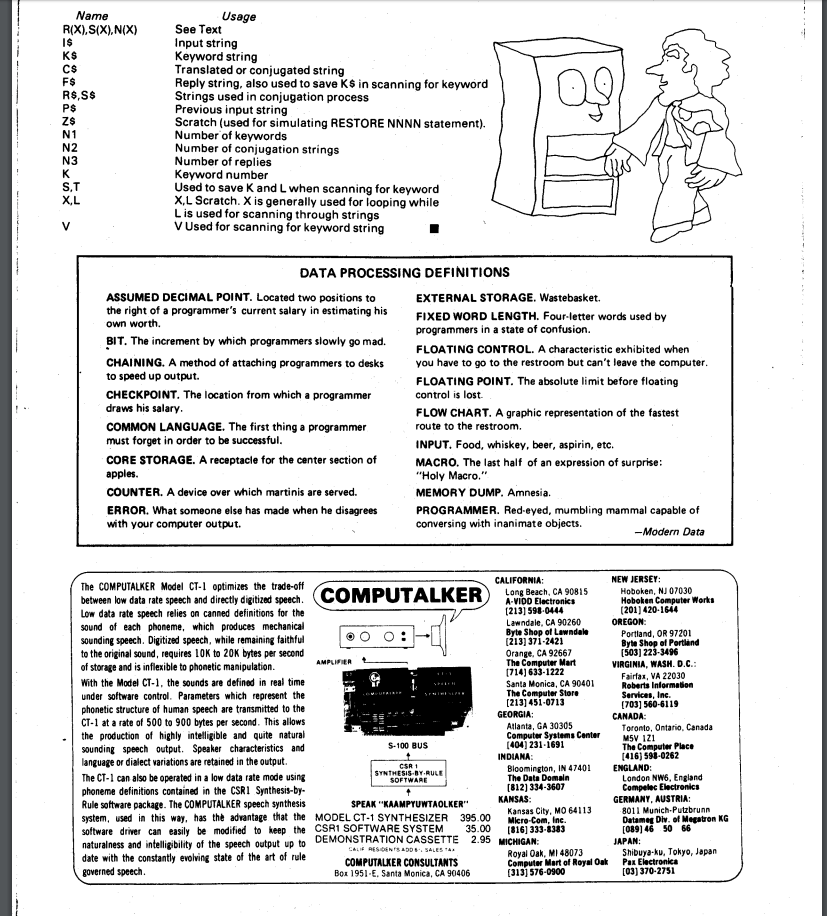 Name Usage
R(X),S(X),N(X) See Text
I$ Input string
K$ Keyword string
C$ Translated or conjugated string
F$ Reply string, also used to save K$ in scanning for keyword
R$,S$ Strings used in conjugation process
P$ Previous input string
Z$ Scratch (used for simulating RESTORE NNNN statement).
N1 Number of keywords
N2 Number of conjugation strings
N3 Number of replies
K Keyword number
S,T Used to save K and L when scanning for keyword
X,L X,L Scratch. X is generally used for looping while
L is used for scanning through strings
V V Used for scanning for keyword string
DATA PROCESSING DEFINITIONS
ASSUMED DECIMAL POINT. Located two positions to
the right of a programmer's current salary in estimating his
own worth.
BIT. The increment by which programmers slowly go mad.
CHAINING. A method of attaching programmers to desks
to speed up output.
CHECKPOINT. The location from which a programmer
draws his salary.
COMMON LANGUAGE. The first thing a programmer
must forget in order to be successful.
CORE STORAGE. A receptacle for the center section of
apples.
COUNTER. A device over which martinis are served.
ERROR. What someone else has made when he disagrees
with your computer output.
EXTERNAL STORAGE. Wastebasket.
FIXED WORD LENGTH. Four-letter words used by
programmers in a state of confusion.
FLOATING CONTROL. A characteristic exhibited when
you have to go to the restroom but can't leave the computer.
FLOATING POINT. The absolute limit before floating
control is lost.
FLOW CHART. A graphic representation of the fastest
route to the restroom.
INPUT. Food, whiskey, beer, aspirin, etc.
MACRO. The last half of an expression of surprise:
"Holy Macro."
MEMORY DUMP. Amnesia.
PROGRAMMER. Red-eyed, mumbling mammal capable of
conversing with inanimate objects.
—Modern Data
The COMPUTALKER Model CT-1 optimizes the trade-off
between low data rate speech and directly digitized speech.
Low data rate speech relies on canned definitions for the
sound of each phoneme, which produces mechanical
sounding speech. Digitized speech, while remaining faithful
to the original sound, requires 10K to 20K bytes per second
of storage and is inflexible to phonetic manipulation.
With the Model CT-1, the sounds are defined in real time
under software control. Parameters which represent the
phonetic structure of human speech are transmitted to the
CT-1 at a rate of 500 to 900 bytes per second. This allows
the production of highly intelligible and quite natural
sounding speech output. Speaker characteristics and
language or dialect variations are retained in the output.
The CT-1 can also be operated in a low data rate mode using
phoneme definitions contained in the CSR1 Synthesis-by-
Rule software package. The COMPUTALKER speech synthesis
system, used in this way, has the advantage that the
software driver can easily be modified to keep the
naturalness and intelligibility of the speech output up to
date with the constantly evolving state of the art of rule
governed speech.
COMPUTALKER
AMPLIFIER
COMPUTALKER
SPEECH
SYNTHESIZER
S-100 BUS
CSR 1
SYNTHESIS-BY-RULE
SOFTWARE
SPEAK "KAAMPYUWTAOLKER"
MODEL CT-1 SYNTHESIZER 395.00
CSR1 SOFTWARE SYSTEM 35.00
DEMONSTRATION CASSETTE 2.95
CALIF RESIDENTS ADD 6% SALES TAX
COMPUTALKER CONSULTANTS
Box 1951-E, Santa Monica, CA 90406
CALIFORNIA:
Long Beach, CA 90815
A-VIDD Electronics
[213] 598-0444
Lawndale, CA 90260
Byte Shop of Lawndale
[213] 371-2421
Orange, CA 92667
The Computer Mart
[714] 633-1222
Santa Monica, CA 90401
The Computer Store
[213] 451-0713
GEORGIA:
Atlanta, GA 30305
Computer Systems Center
[404] 231-1691
INDIANA:
Bloomington, IN 47401
The Data Domain
[812] 334-3607
KANSAS:
Kansas City, MO 64113
Micro-Com, Inc.
[816] 333-8383
MICHIGAN:
Royal Oak, MI 48073
Computer Mart of Royal Oak
[313] 576-0900
NEW JERSEY:
Hoboken, NJ 07030
Hoboken Computer Works
[201] 420-1644
OREGON:
Portland, OR 97201
Byte Shop of Portland
[503] 223-3496
VIRGINIA, WASH. D.C.:
Fairfax, VA 22030
Roberts Information
Services, Inc.
[703] 560-6119
CANADA:
Toronto, Ontario, Canada
M5V 1Z1
The Computer Place
[416] 598-0262
ENGLAND:
London NW6, England
Compelec Electronics
GERMANY, AUSTRIA:
8011 Munich-Putzbrunn
Datameg Div. of Megatron KG
[089] 46 50 66
JAPAN:
Shibuya-ku, Tokyo, Japan
Pax Electronica
[03] 370-2751